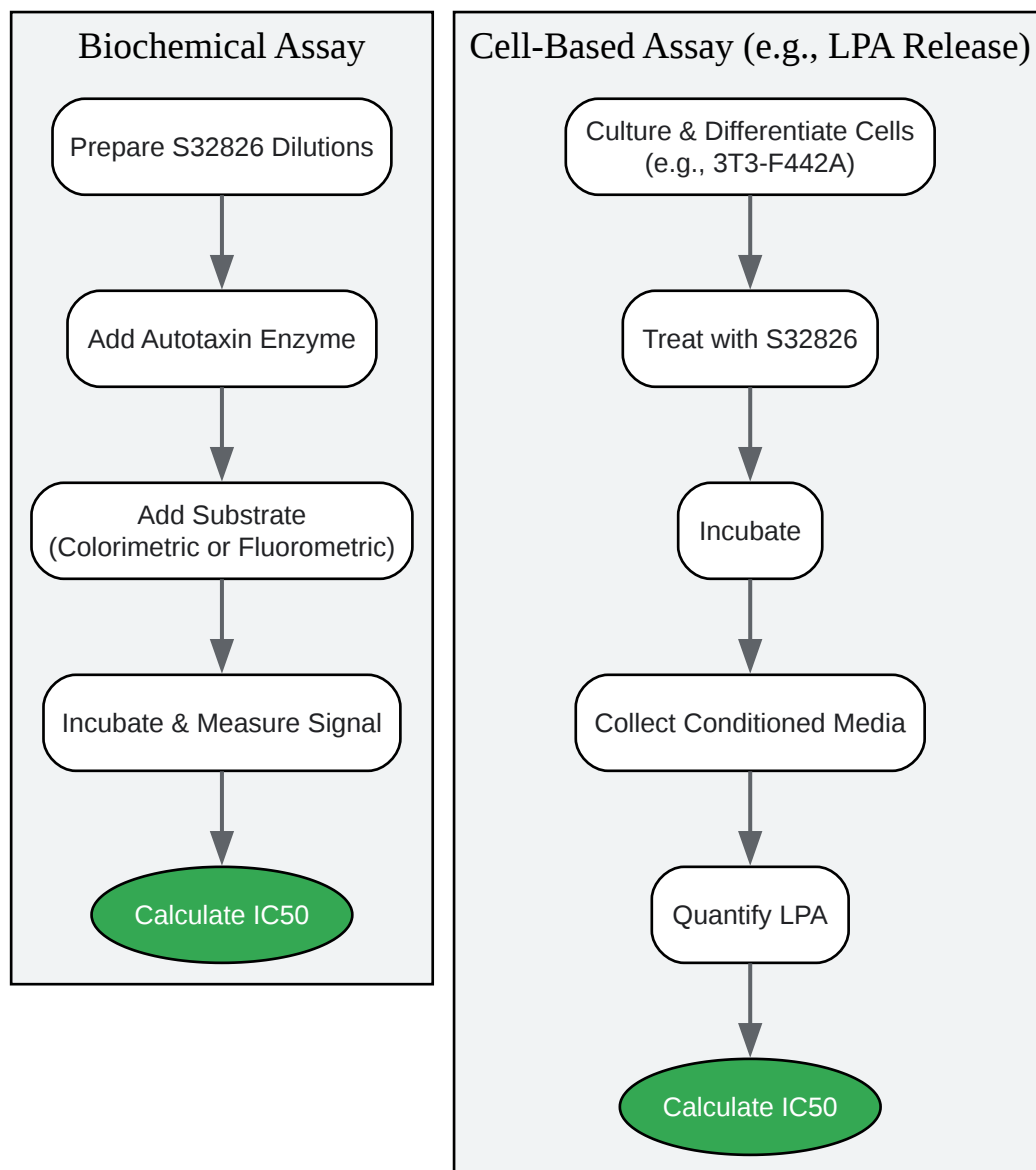 Biochemical Assay
Prepare S32826 Dilutions
Add Autotaxin Enzyme
Add Substrate
(Colorimetric or Fluorometric)
Incubate & Measure Signal
Calculate IC50
Cell-Based Assay (e.g., LPA Release)
Culture & Differentiate Cells
(e.g., 3T3-F442A)
Treat with S32826
Incubate
Collect Conditioned Media
Quantify LPA
Calculate IC50